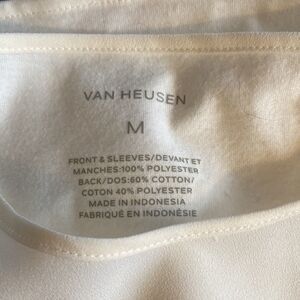 VAN HEUSEN
M
FRONT & SLEEVES/DEVANT ET
MANCHES:100% POLYESTER
BACK/DOS:60% COTTON/
COTON 40% POLYESTER
MADE IN INDONESIA
FABRIQUÉ EN INDONÉSIE